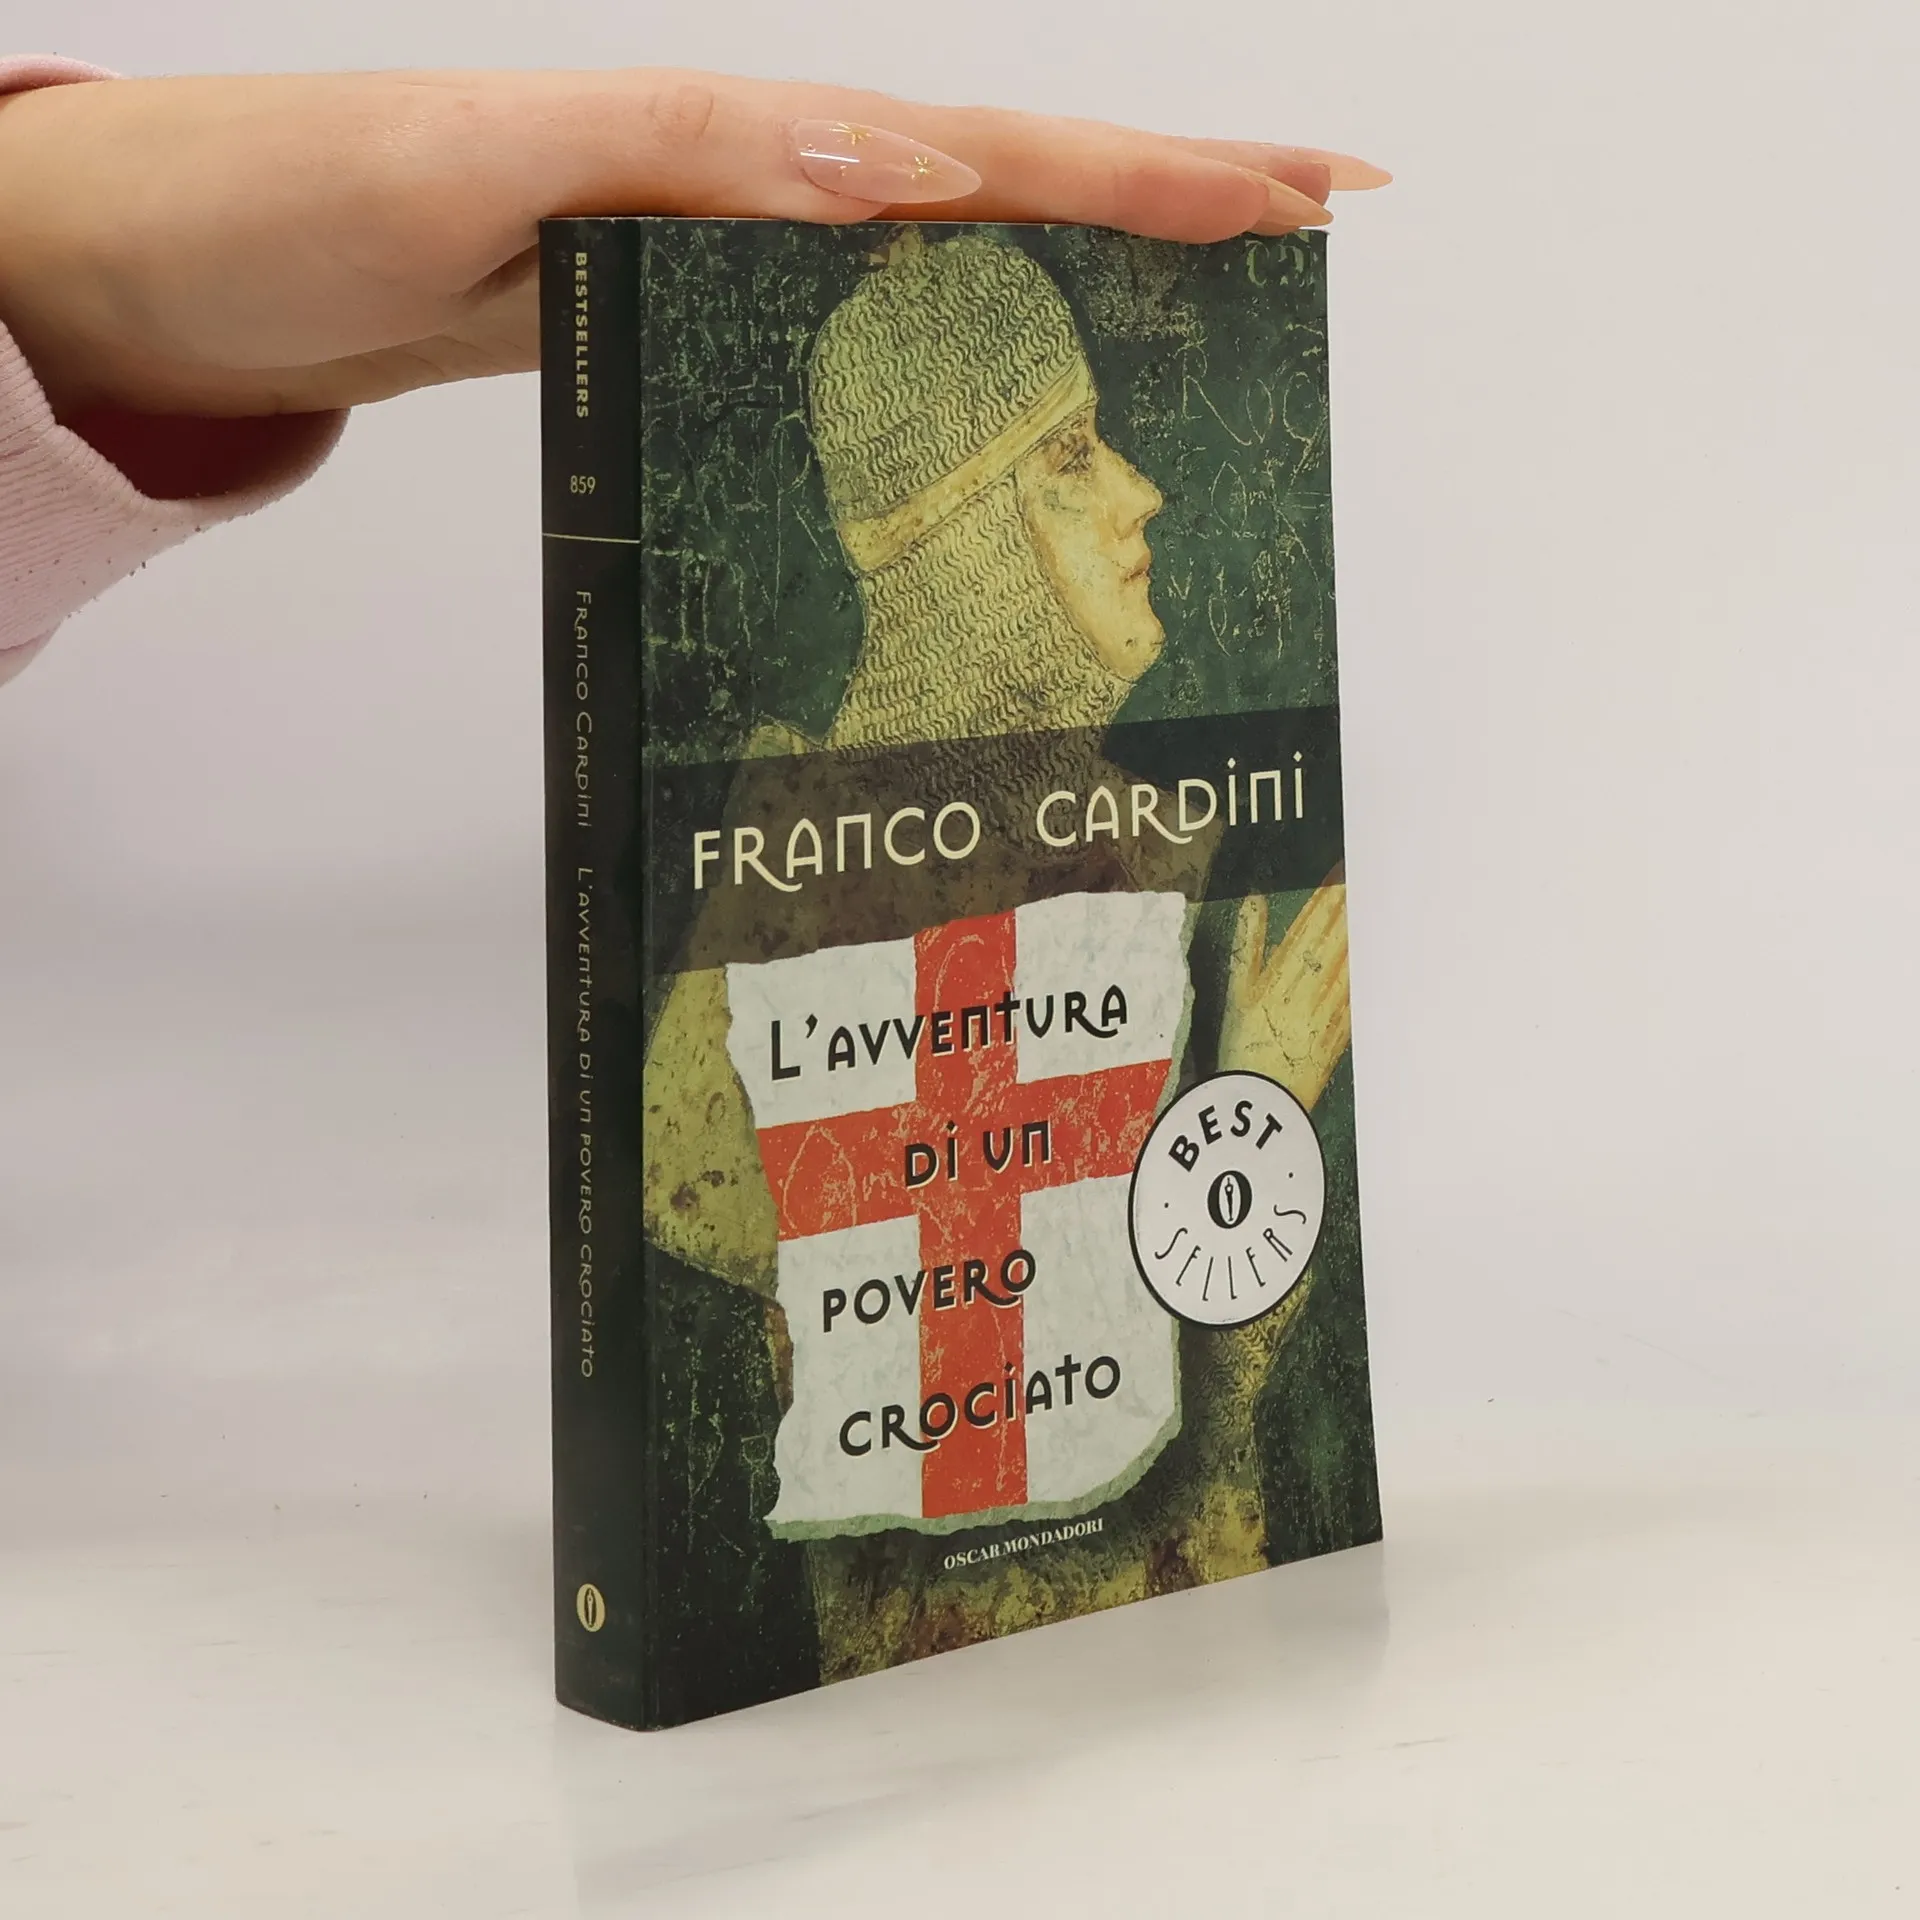 BESTSELLERS
859
FRANCO CARDINI L'AVVENTURA DI UN POVERO CROCIATO
FRANCO CARDINI
L'AVVENTURA
DI UN
POVERO
CROCIATO
BEST
SELLERS
OSCAR MONDADORI